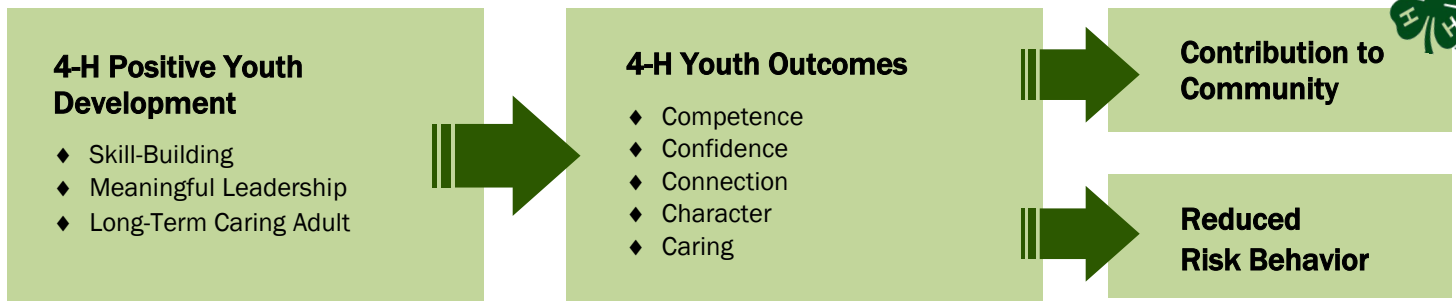 4-H Positive Youth
Development
♦ Skill-Building
♦ Meaningful Leadership
♦ Long-Term Caring Adult
4-H Youth Outcomes
♦ Competence
♦ Confidence
♦ Connection
♦ Character
♦ Caring
Contribution to
Community
Reduced
Risk Behavior
H H